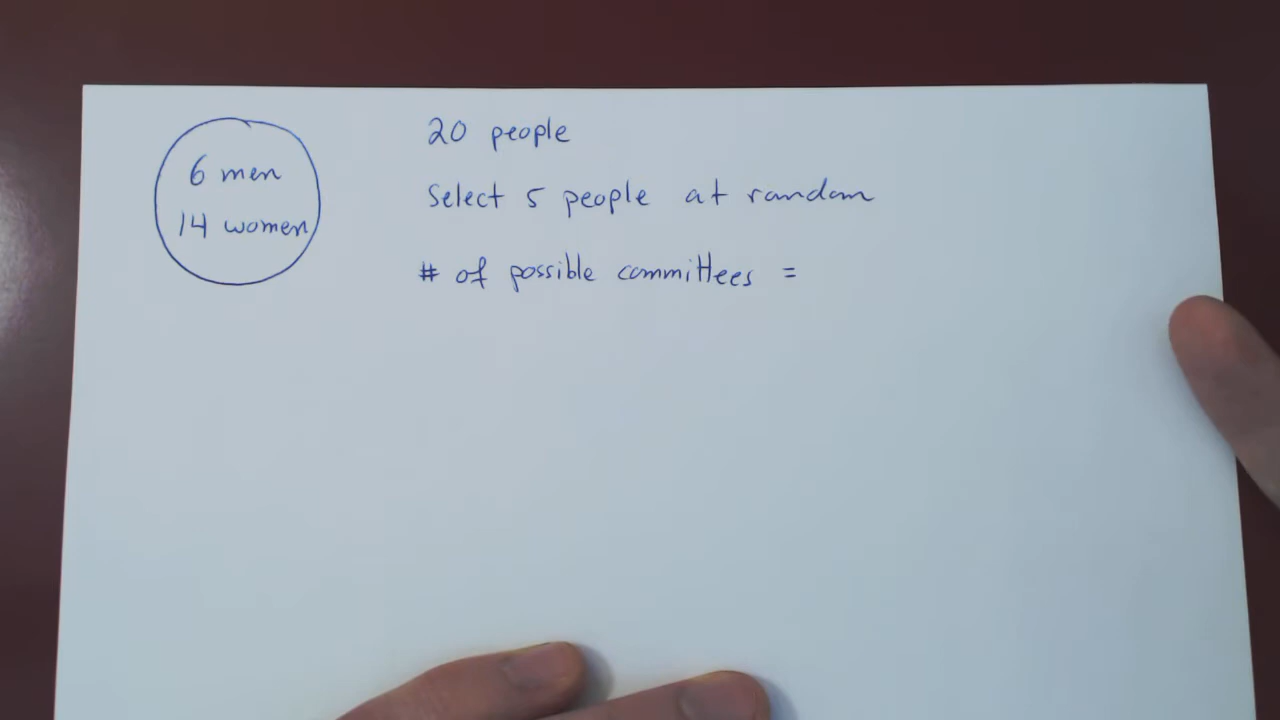 6 men
14 women
20 people
Select 5 people at random
# of possible committees =